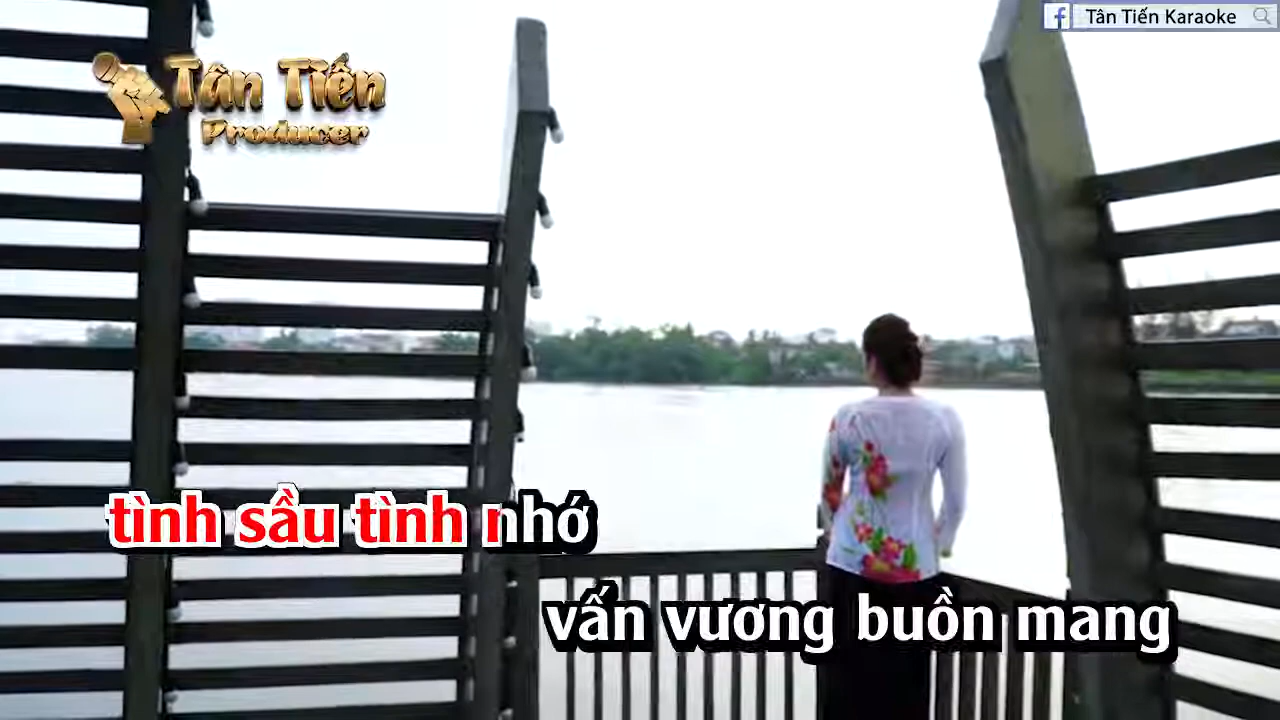 Tân Tiến Karaoke
Tân Tiến
Producer
tình sầu tình nhớ
vấn vương buồn mang